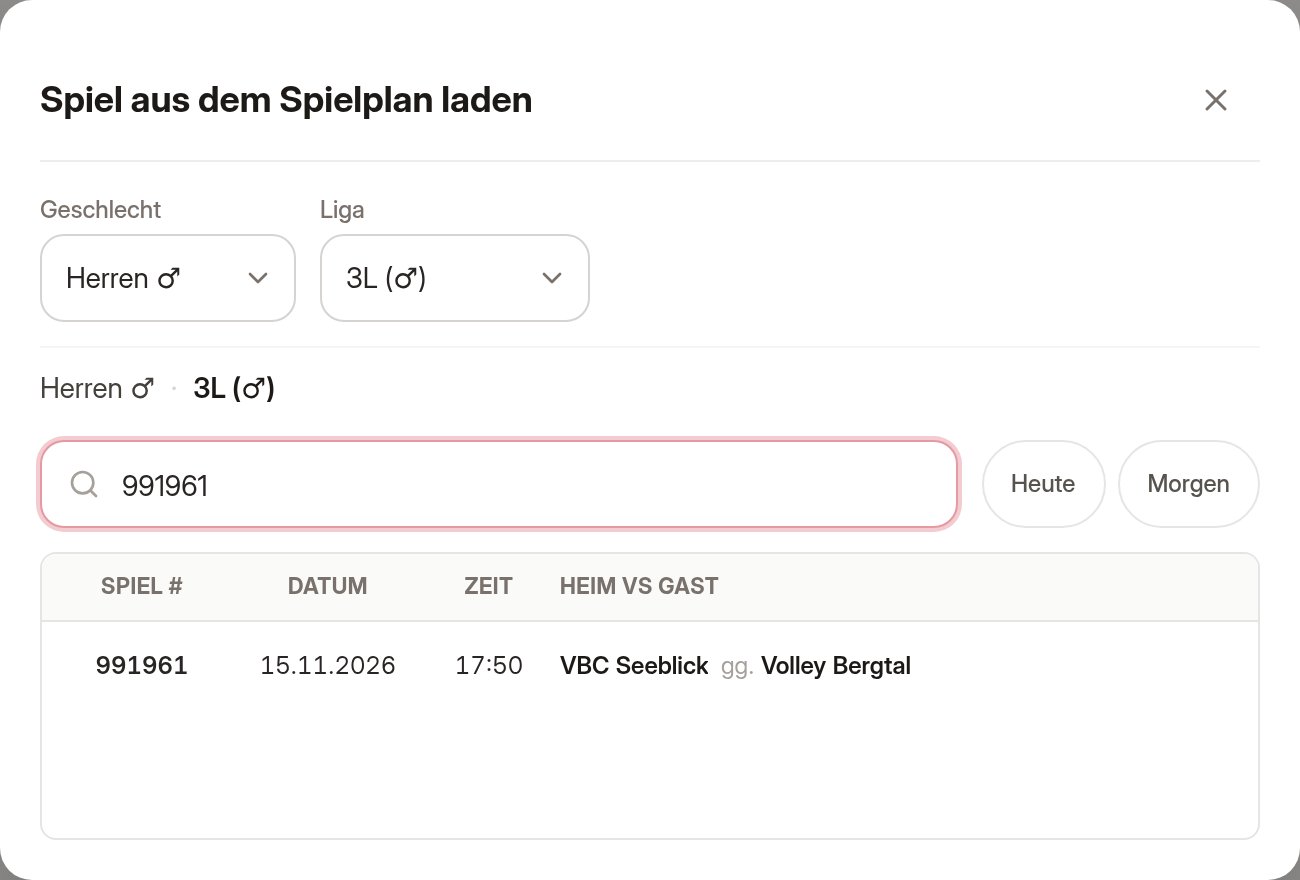 Spiel aus dem Spielplan laden
Geschlecht Liga
Herren ♂ 3L (♂)
Herren ♂ · 3L (♂)
991961 Heute Morgen
SPIEL # DATUM ZEIT HEIM VS GAST
991961 15.11.2026 17:50 VBC Seeblick gg. Volley Bergtal